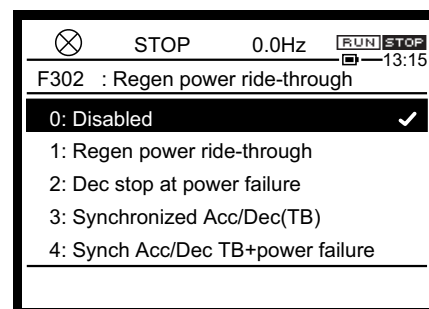 STOP 0.0Hz RUN STOP
13:15
F302 : Regen power ride-through
0: Disabled
1: Regen power ride-through
2: Dec stop at power failure
3: Synchronized Acc/Dec(TB)
4: Synch Acc/Dec TB+power failure